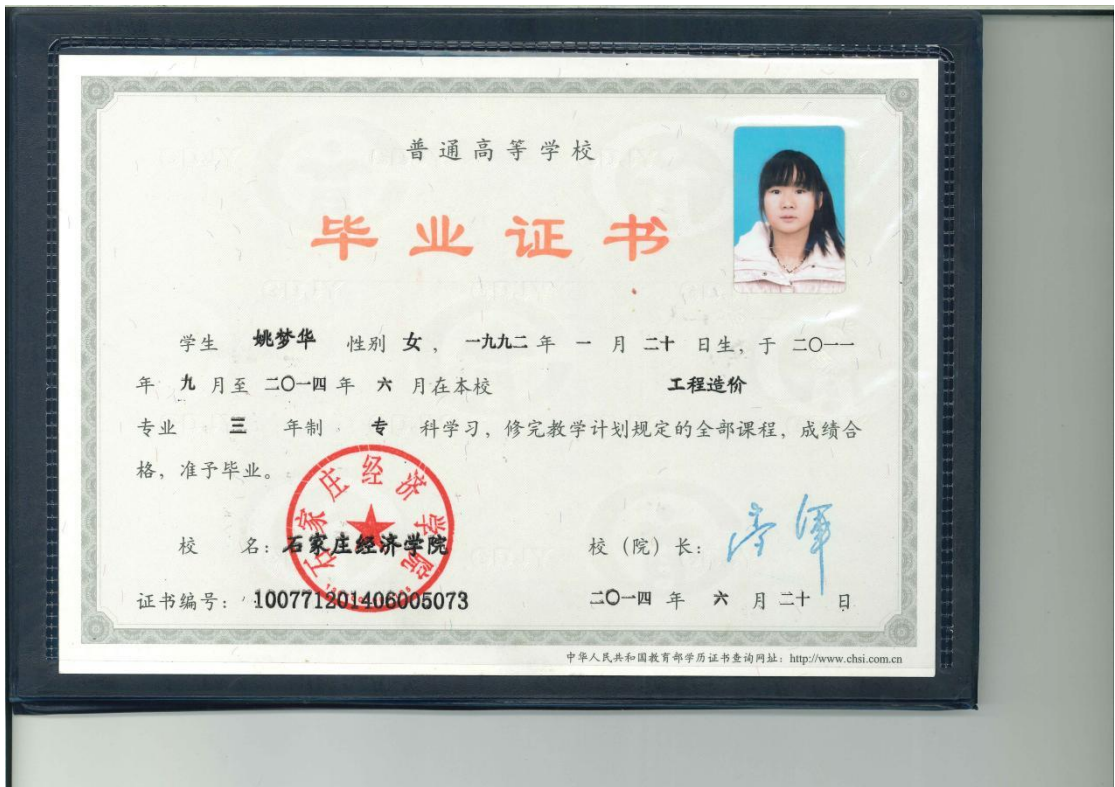 普通高等学校
毕业证书
学生 姚梦华 性别 女， 一九九二 年 一 月 二十 日生，于 二〇一一
年 九 月至 二〇一四 年 六 月在本校 工程造价
专业 三 年制 专 科学习，修完教学计划规定的全部课程，成绩合
格，准予毕业。
石家庄经济学院
校 名：石家庄经济学院 校（院）长：
证书编号：100771201406005073 二〇一四 年 六 月 二十 日
中华人民共和国教育部学历证书查询网址：http://www.chsi.com.cn